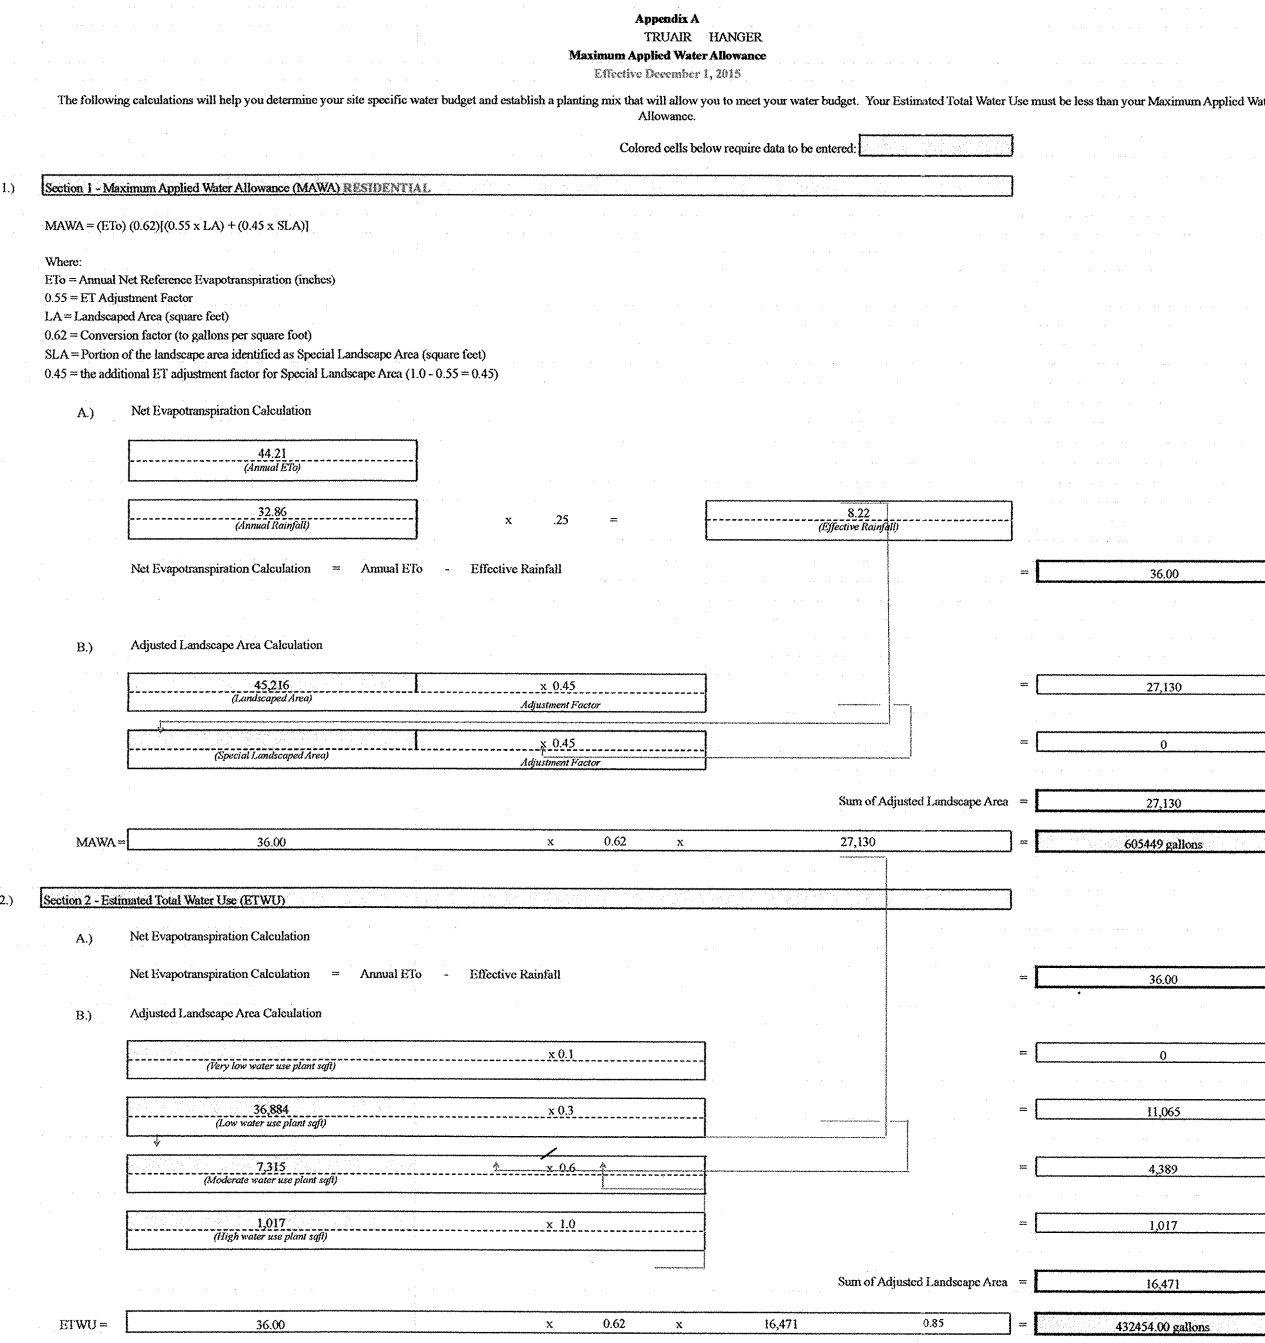 Appendix A
TRUAIR HANGER
Maximum Applied Water Allowance
Effective December 1, 2015
The following calculations will help you determine your site specific water budget and establish a planting mix that will allow you to meet your water budget. Your Estimated Total Water Use must be less than your Maximum Applied Wat
Allowance.
Colored cells below require data to be entered:
1.) Section 1 - Maximum Applied Water Allowance (MAWA) RESIDENTIAL
MAWA = (ETo) (0.62)[(0.55 x LA) + (0.45 x SLA)]
Where:
ETo = Annual Net Reference Evapotranspiration (inches)
0.55 = ET Adjustment Factor
LA = Landscaped Area (square feet)
0.62 = Conversion factor (to gallons per square foot)
SLA = Portion of the landscape area identified as Special Landscape Area (square feet)
0.45 = the additional ET adjustment factor for Special Landscape Area (1.0 - 0.55 = 0.45)
A.) Net Evapotranspiration Calculation
44.21
(Annual ETo)
32.86 x .25 = 8.22
(Annual Rainfall) (Effective Rainfall)
Net Evapotranspiration Calculation = Annual ETo - Effective Rainfall = 36.00
B.) Adjusted Landscape Area Calculation
45,216 x 0.45 = 27,130
(Landscaped Area) Adjustment Factor
x 0.45 = 0
(Special Landscaped Area) Adjustment Factor
Sum of Adjusted Landscape Area = 27,130
MAWA = 36.00 x 0.62 x 27,130 = 605449 gallons
2.) Section 2 - Estimated Total Water Use (ETWU)
A.) Net Evapotranspiration Calculation
Net Evapotranspiration Calculation = Annual ETo - Effective Rainfall = 36.00
B.) Adjusted Landscape Area Calculation
x 0.1 = 0
(Very low water use plant sqft)
36,884 x 0.3 = 11,065
(Low water use plant sqft)
7,315 x 0.6 = 4,389
(Moderate water use plant sqft)
1,017 x 1.0 = 1,017
(High water use plant sqft)
Sum of Adjusted Landscape Area = 16,471
ETWU = 36.00 x 0.62 x 16,471 0.85 = 432454.00 gallons